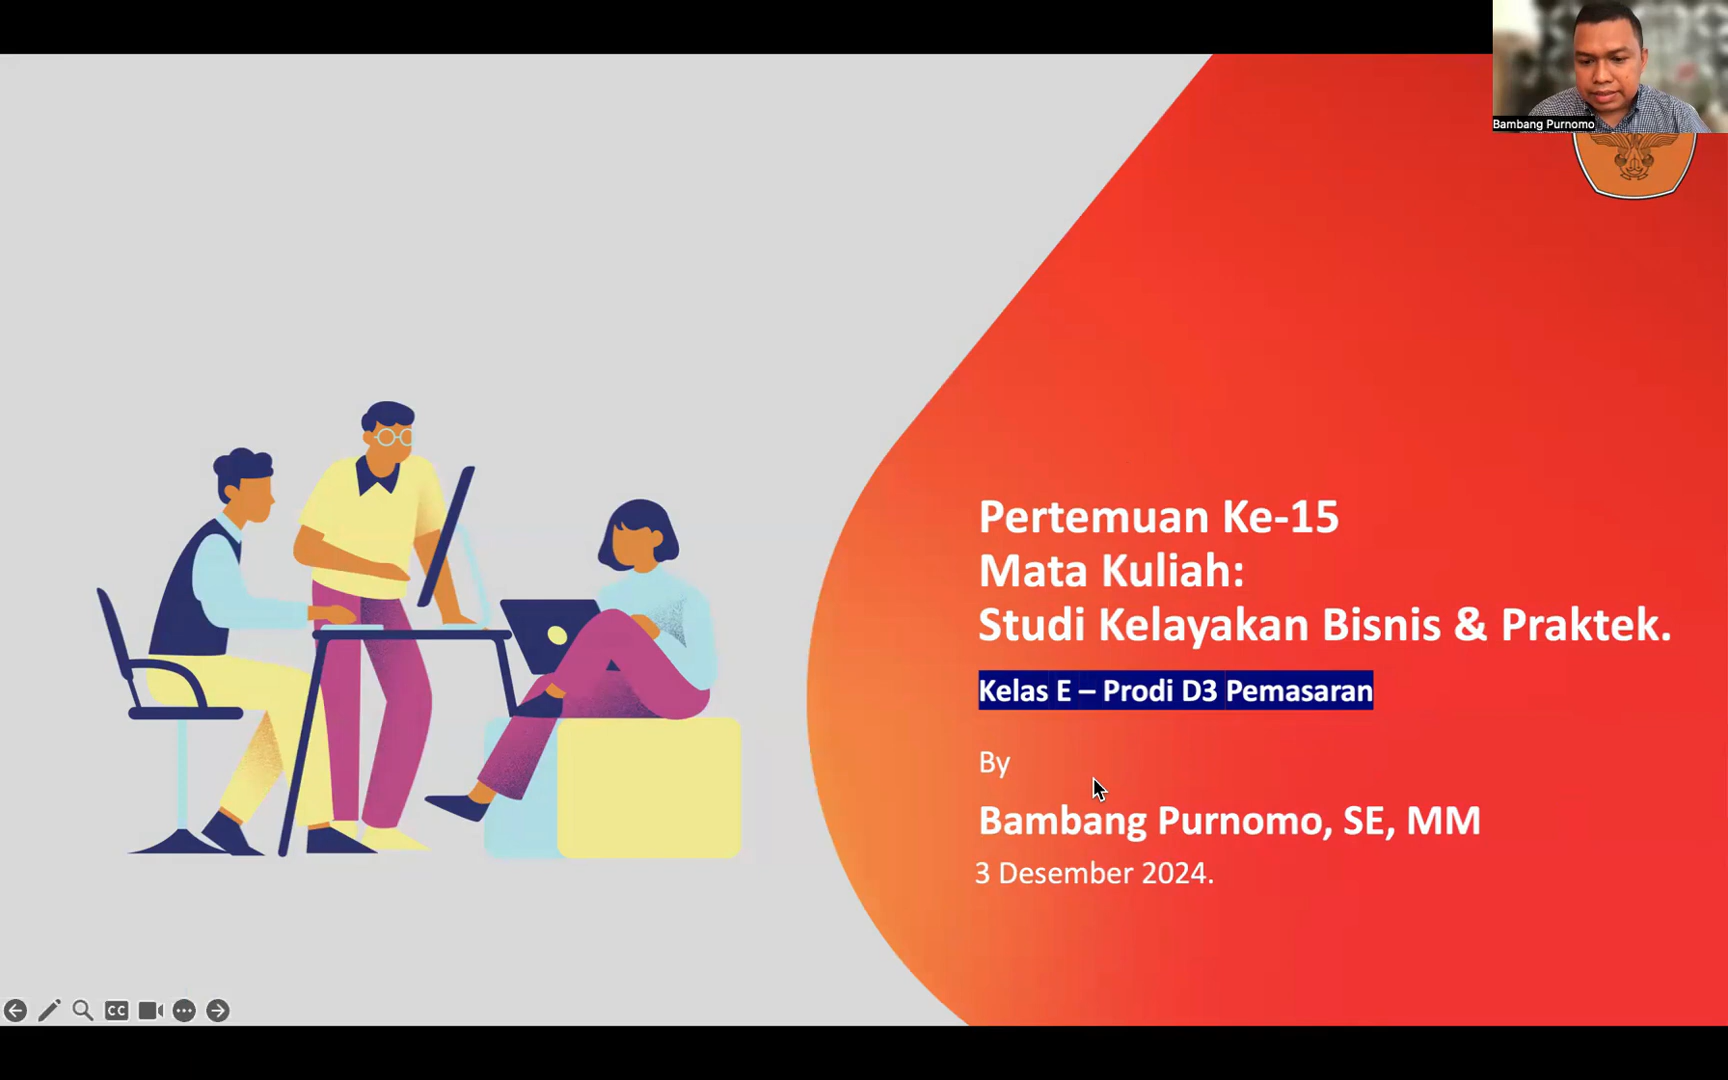 Bambang Purnomo
Pertemuan Ke-15
Mata Kuliah:
Studi Kelayakan Bisnis & Praktek.
Kelas E – Prodi D3 Pemasaran
By
Bambang Purnomo, SE, MM
3 Desember 2024.
CC